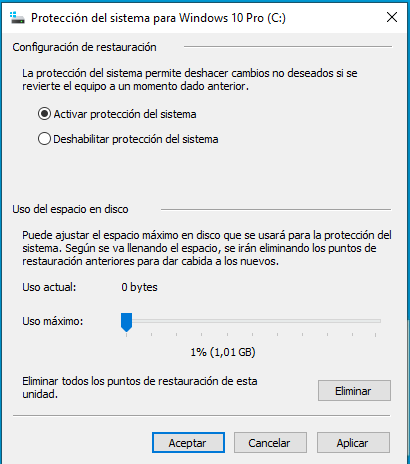 Protección del sistema para Windows 10 Pro (C:)
Configuración de restauración
La protección del sistema permite deshacer cambios no deseados si se
revierte el equipo a un momento dado anterior.
Activar protección del sistema
Deshabilitar protección del sistema
Uso del espacio en disco
Puede ajustar el espacio máximo en disco que se usará para la protección del
sistema. Según se va llenando el espacio, se irán eliminando los puntos de
restauración anteriores para dar cabida a los nuevos.
Uso actual: 0 bytes
Uso máximo:
1% (1,01 GB)
Eliminar todos los puntos de restauración de esta
unidad.
Eliminar
Aceptar Cancelar Aplicar